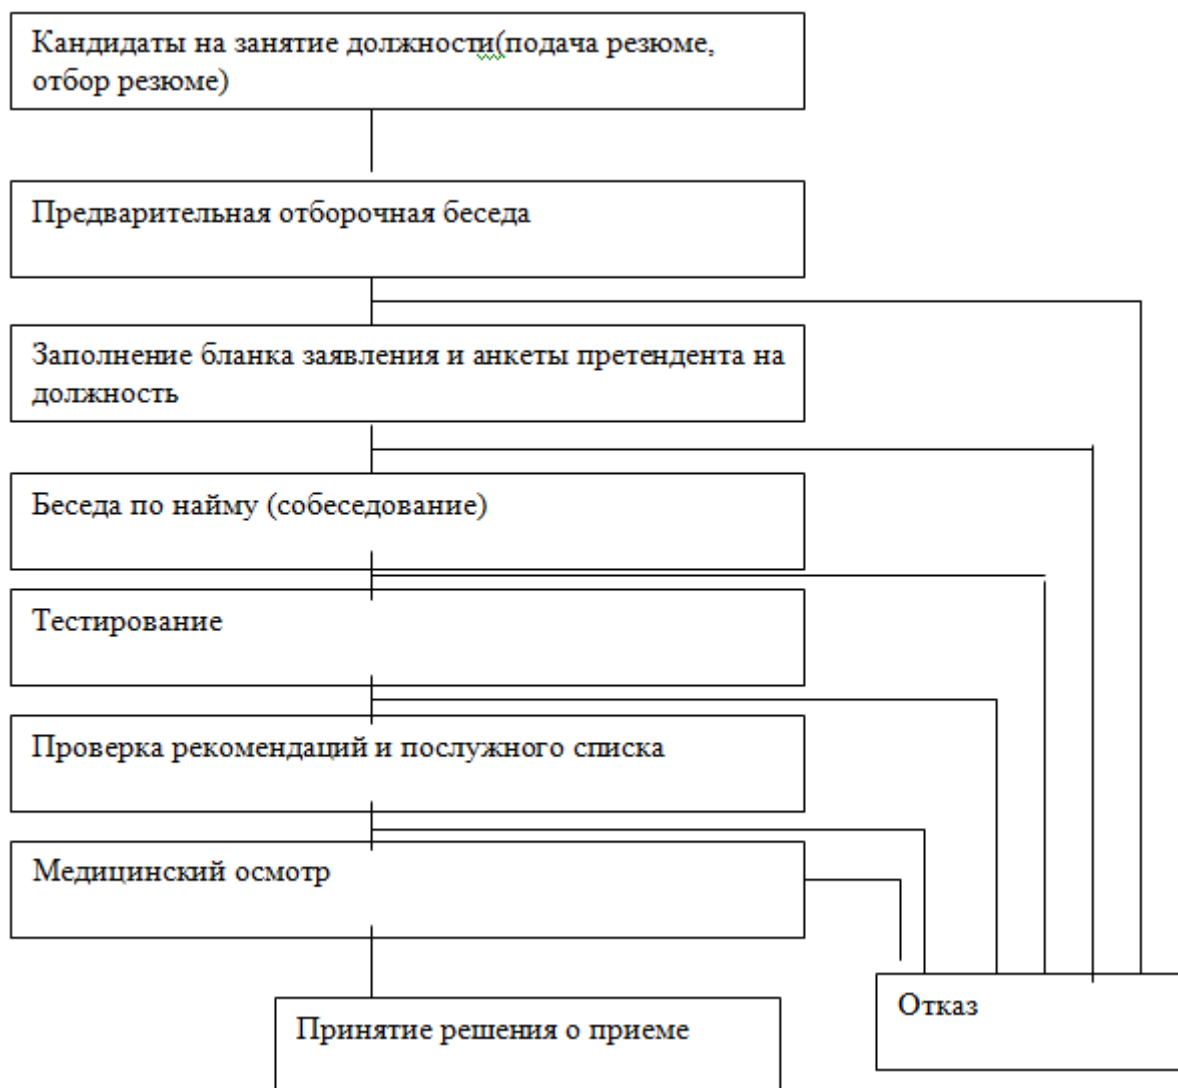 Кандидаты на занятие должности(подача резюме,
отбор резюме)
Предварительная отборочная беседа
Заполнение бланка заявления и анкеты претендента на
должность
Беседа по найму (собеседование)
Тестирование
Проверка рекомендаций и послужного списка
Медицинский осмотр
Отказ
Принятие решения о приеме